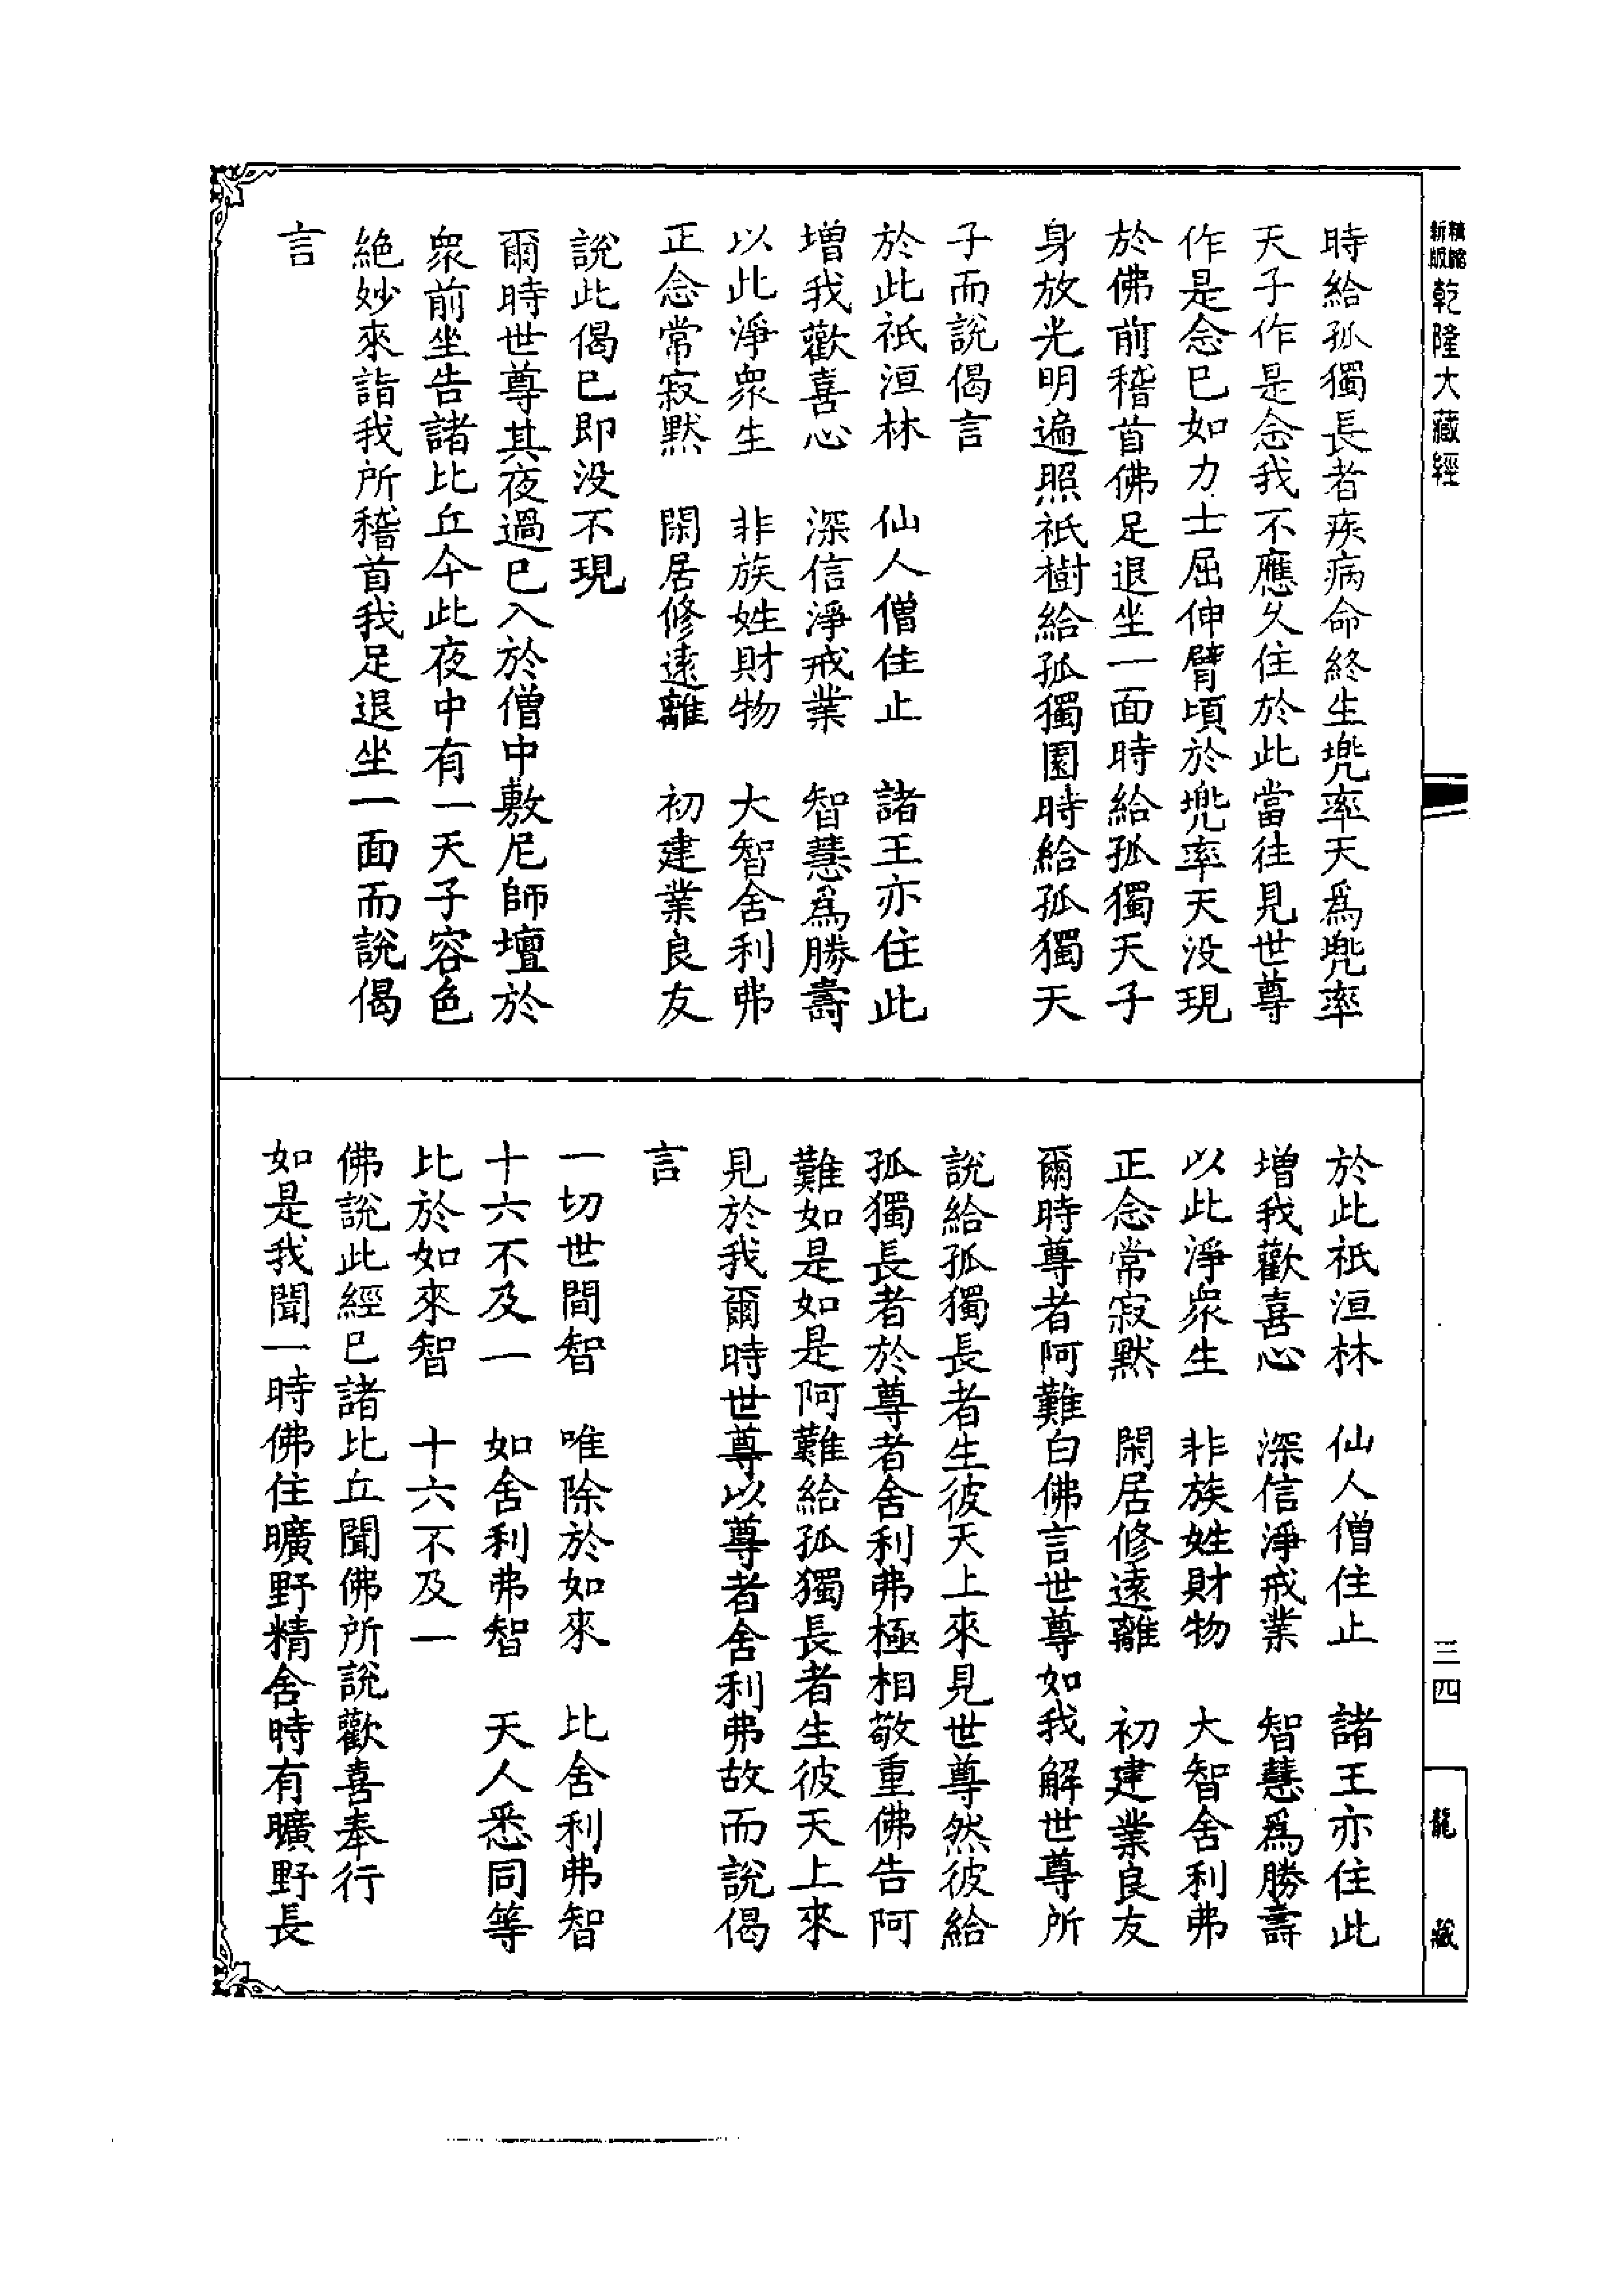 新版
乾隆大藏經
三四
龍藏
時給孤獨長者疾病命終生兜率天爲兜率
天子作是念我不應久住於此當往見世尊
作是念已如力士屈伸臂頃於兜率天没現
於佛前稽首佛足退坐一面時給孤獨天子
身放光明遍照祇樹給孤獨園時給孤獨天
子而說偈言
於此祇洹林　仙人僧住止　諸王亦住此
增我歡喜心　深信淨戒業　智慧爲勝壽
以此淨衆生　非族姓財物　大智舍利弗
正念常寂默　閑居修遠離　初建業良友
說此偈已即没不現
爾時世尊其夜過已入於僧中敷尼師壇於
衆前坐告諸比丘今此夜中有一天子容色
絶妙來詣我所稽首我足退坐一面而說偈
言
於此祇洹林　仙人僧住止　諸王亦住此
增我歡喜心　深信淨戒業　智慧爲勝壽
以此淨衆生　非族姓財物　大智舍利弗
正念常寂默　閑居修遠離　初建業良友
爾時尊者阿難白佛言世尊如我解世尊所
說給孤獨長者生彼天上來見世尊然彼給
孤獨長者於尊者舍利弗極相敬重佛告阿
難如是如是阿難給孤獨長者生彼天上來
見於我爾時世尊以尊者舍利弗故而說偈
言
一切世間智　唯除於如來　比舍利弗智
十六不及一　如舍利弗智　天人悉同等
比於如來智　十六不及一
佛說此經已諸比丘聞佛所說歡喜奉行
如是我聞一時佛住曠野精舍時有曠野長